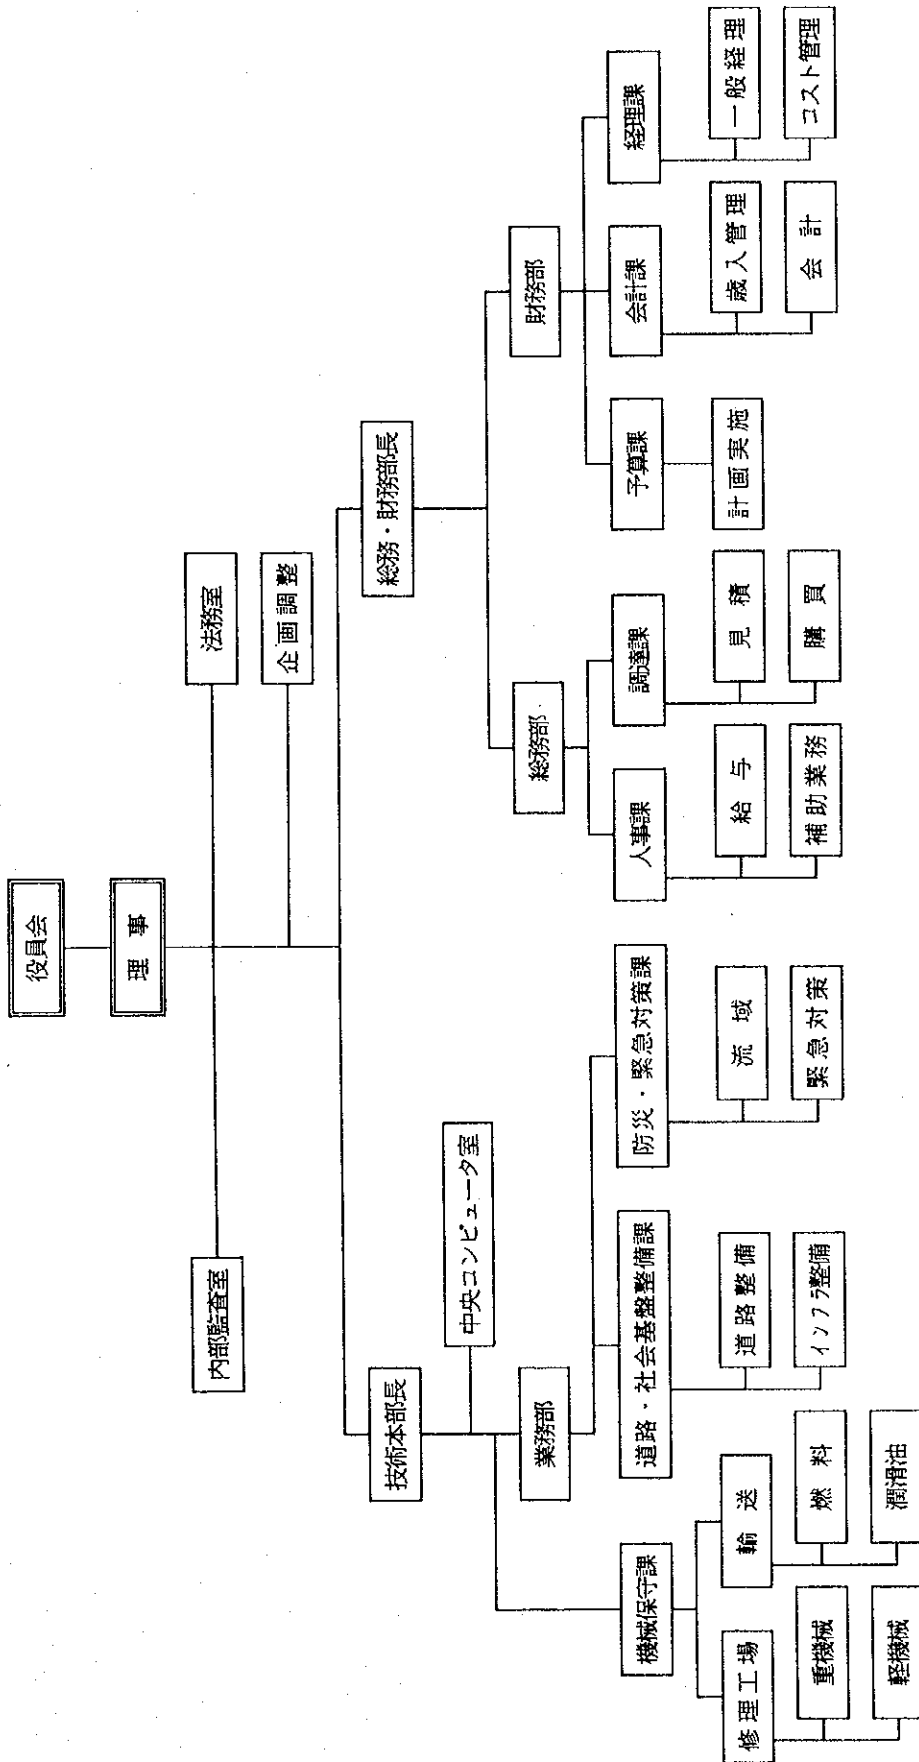 役員会
理事
内部監査室
法務室
企画調整
技術本部長
総務・財務部長
中央コンピュータ室
業務部
総務部
財務部
機械保守課
道路・社会基盤整備課
防災・緊急対策課
人事課
調達課
予算課
会計課
経理課
修理工場
輸送
道路整備
流域
給与
見積
計画実施
歳入管理
一般経理
重機械
燃料
インフラ整備
緊急対策
補助業務
購買
会計
コスト管理
軽機械
潤滑油